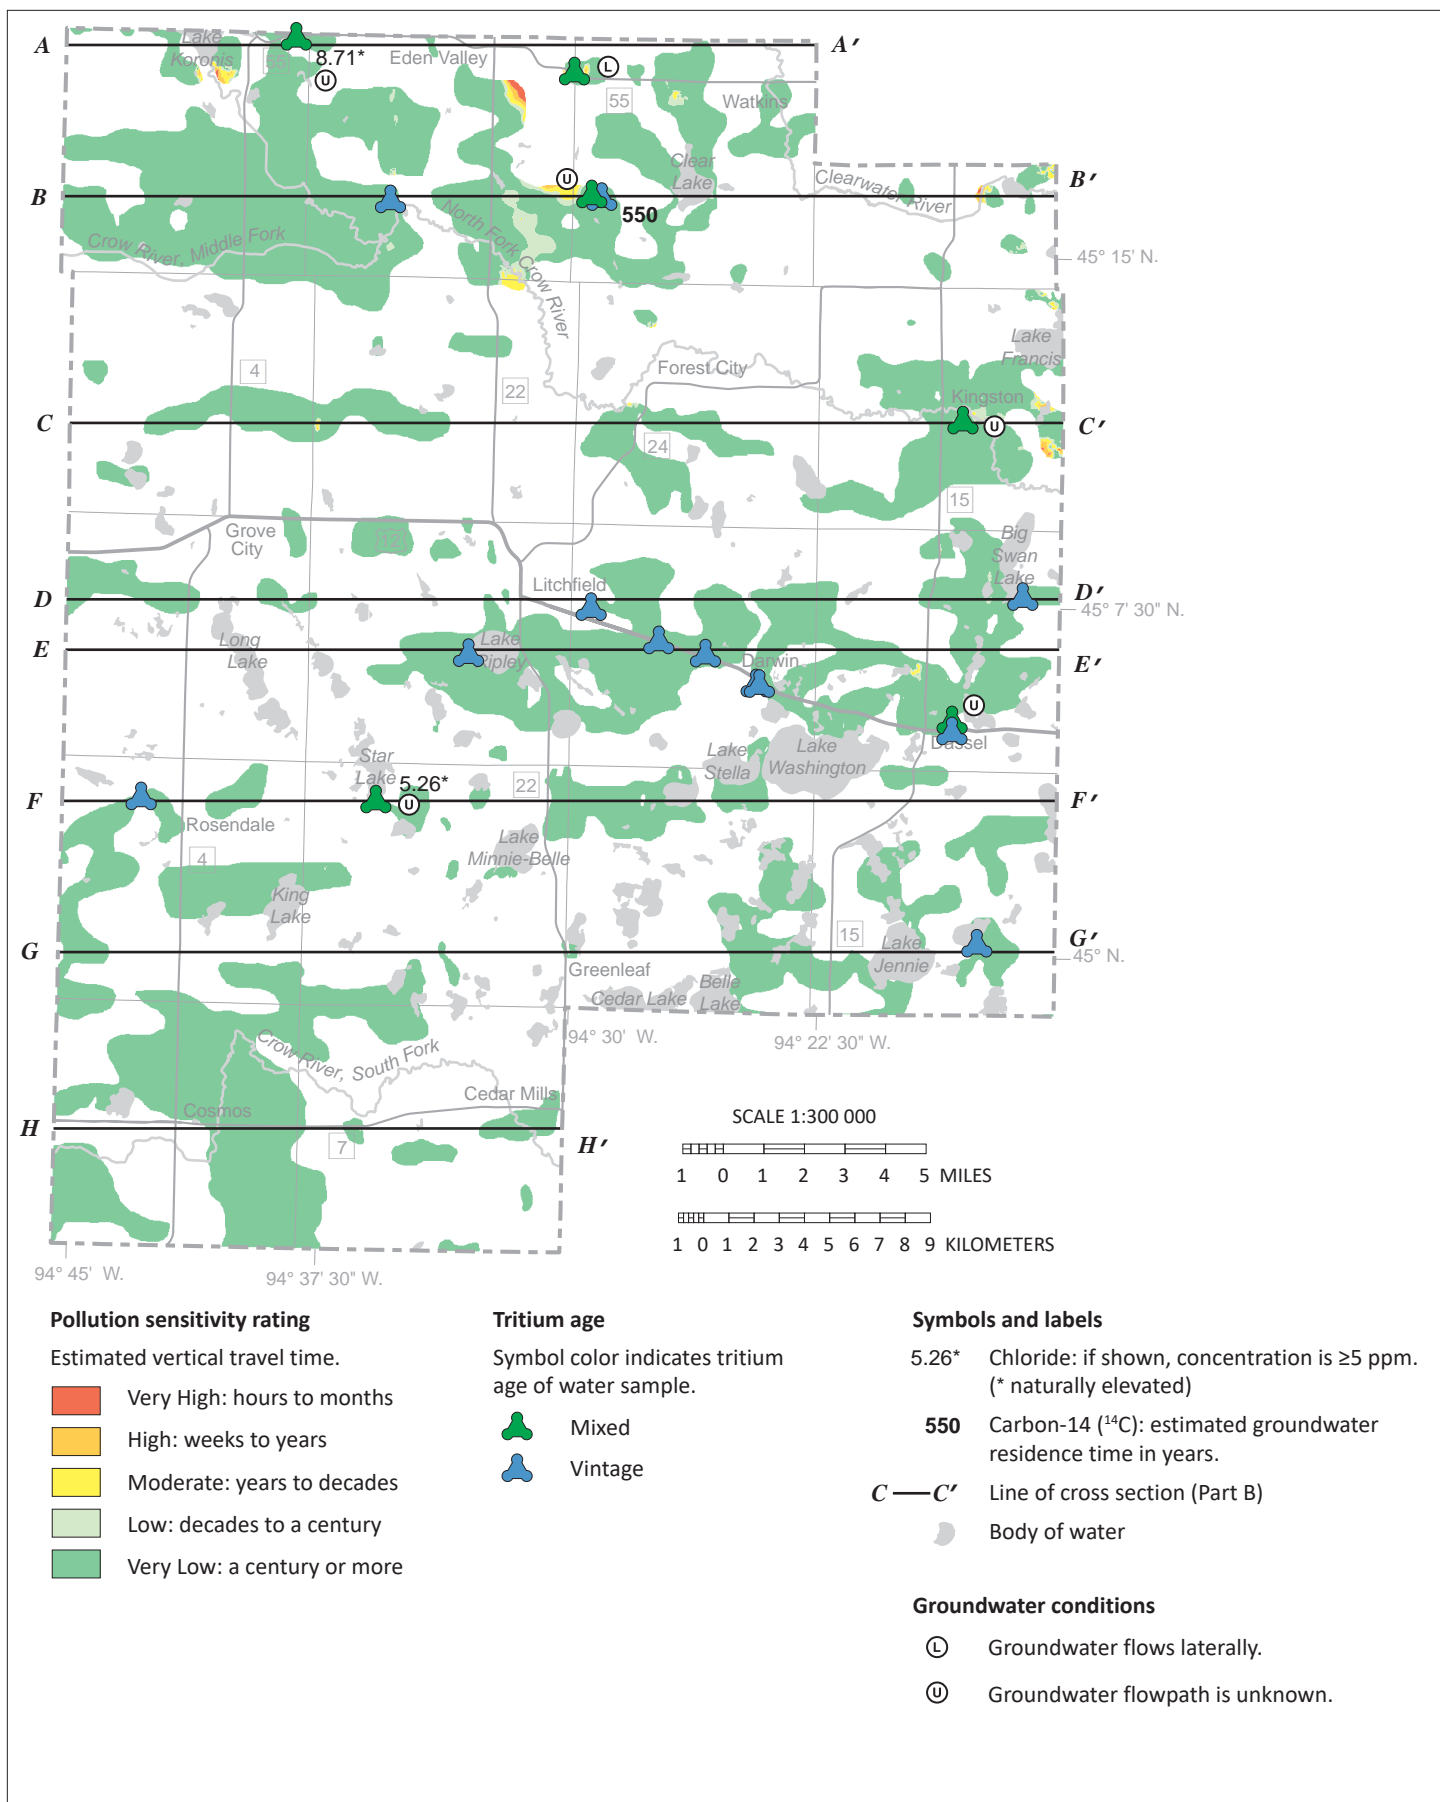 Lake
Koronis
A
A′
8.71*
55
U
Eden Valley
L
55
Watkins
Clear
Lake
Clearwater River
B
B′
U
550
North Fork Crow River
Crow River, Middle Fork
45° 15' N.
Lake
Francis
Forest City
4
22
Kingston
C
C′
U
24
15
Grove
City
12
Big
Swan
Lake
Litchfield
D
D′
45° 7' 30" N.
Long
Lake
Lake
Ripley
E
E′
Darwin
U
Dassel
Star
Lake
Lake
Stella
Lake
Washington
5.26*
U
22
F
F′
Rosendale
4
Lake
Minnie-Belle
King
Lake
15
Lake
Jennie
G
G′
45° N.
Greenleaf
Cedar Lake
Belle
Lake
94° 30' W.
94° 22' 30" W.
Crow River, South Fork
Cedar Mills
Cosmos
H
H′
7
SCALE 1:300 000
1 0 1 2 3 4 5 MILES
1 0 1 2 3 4 5 6 7 8 9 KILOMETERS
94° 45' W.
94° 37' 30" W.
Pollution sensitivity rating
Estimated vertical travel time.
Very High: hours to months
High: weeks to years
Moderate: years to decades
Low: decades to a century
Very Low: a century or more
Tritium age
Symbol color indicates tritium
age of water sample.
Mixed
Vintage
Symbols and labels
5.26* Chloride: if shown, concentration is ≥5 ppm.
(* naturally elevated)
550 Carbon-14 (¹⁴C): estimated groundwater
residence time in years.
C — C′ Line of cross section (Part B)
Body of water
Groundwater conditions
L Groundwater flows laterally.
U Groundwater flowpath is unknown.